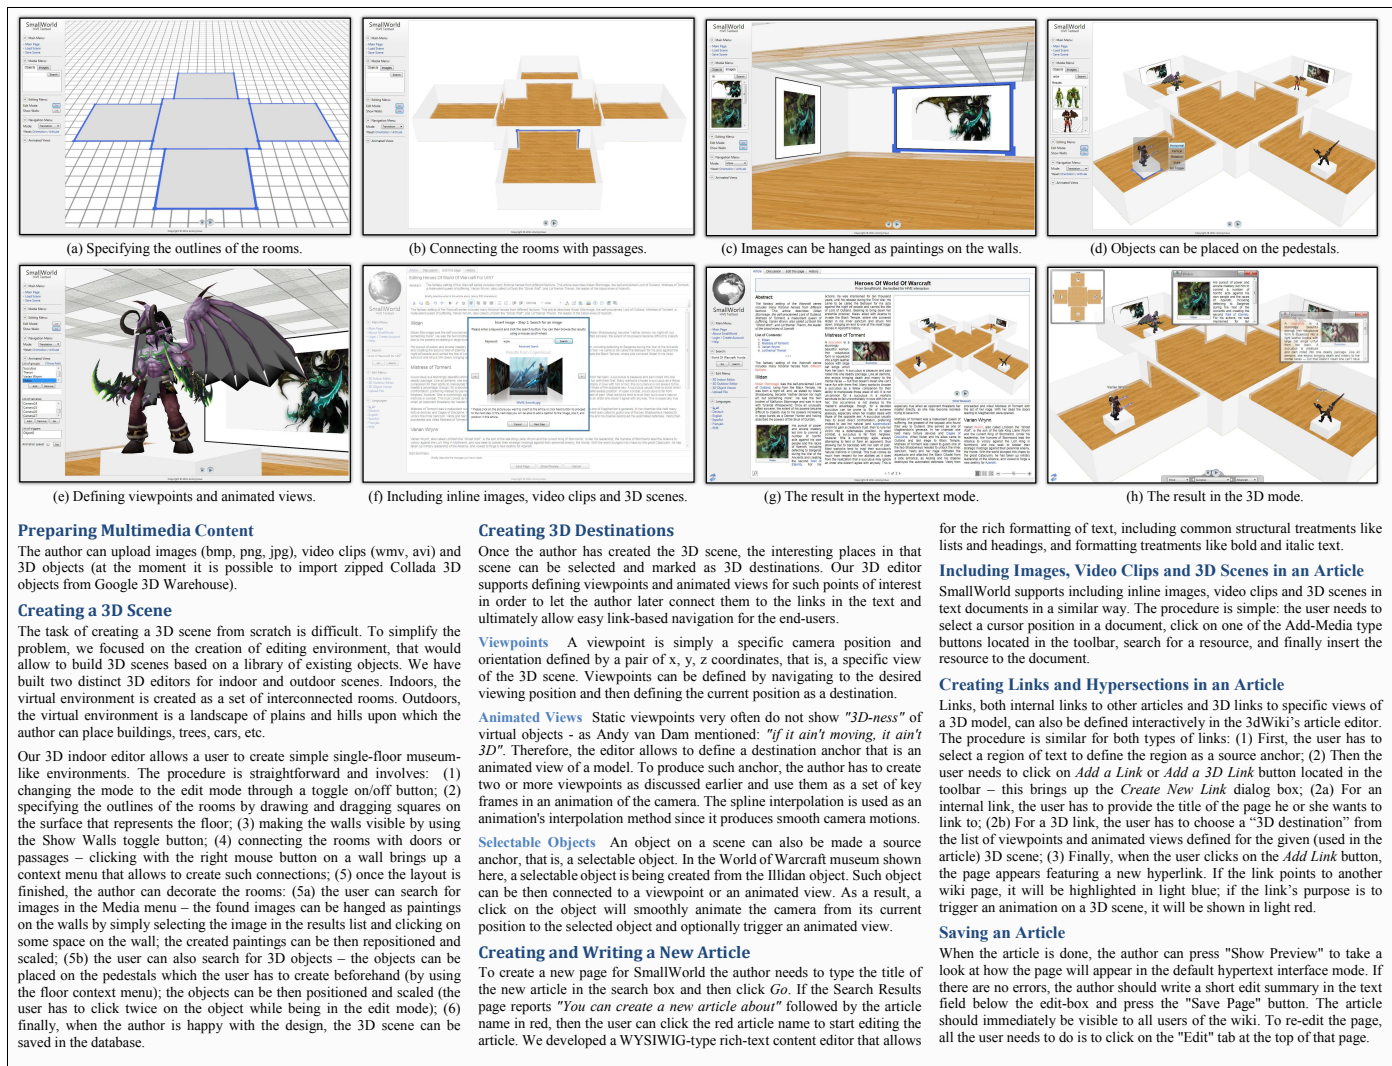 SmallWorld
SmallWorld
SmallWorld
SmallWorld
(a) Specifying the outlines of the rooms.
(b) Connecting the rooms with passages.
(c) Images can be hanged as paintings on the walls.
(d) Objects can be placed on the pedestals.
SmallWorld
Editing Heroes Of World Of Warcraft For UIST
Illidan
Mistress of Torment
Varian Wrynn
Heroes Of World Of Warcraft
Abstract
Mistress of Torment
Varian Wrynn
(e) Defining viewpoints and animated views.
(f) Including inline images, video clips and 3D scenes.
(g) The result in the hypertext mode.
(h) The result in the 3D mode.
Preparing Multimedia Content
The author can upload images (bmp, png, jpg), video clips (wmv, avi) and
3D objects (at the moment it is possible to import zipped Collada 3D
objects from Google 3D Warehouse).
Creating a 3D Scene
The task of creating a 3D scene from scratch is difficult. To simplify the
problem, we focused on the creation of editing environment, that would
allow to build 3D scenes based on a library of existing objects. We have
built two distinct 3D editors for indoor and outdoor scenes. Indoors, the
virtual environment is created as a set of interconnected rooms. Outdoors,
the virtual environment is a landscape of plains and hills upon which the
author can place buildings, trees, cars, etc.
Our 3D indoor editor allows a user to create simple single-floor museum-
like environments. The procedure is straightforward and involves: (1)
changing the mode to the edit mode through a toggle on/off button; (2)
specifying the outlines of the rooms by drawing and dragging squares on
the surface that represents the floor; (3) making the walls visible by using
the Show Walls toggle button; (4) connecting the rooms with doors or
passages – clicking with the right mouse button on a wall brings up a
context menu that allows to create such connections; (5) once the layout is
finished, the author can decorate the rooms: (5a) the user can search for
images in the Media menu – the found images can be hanged as paintings
on the walls by simply selecting the image in the results list and clicking on
some space on the wall; the created paintings can be then repositioned and
scaled; (5b) the user can also search for 3D objects – the objects can be
placed on the pedestals which the user has to create beforehand (by using
the floor context menu); the objects can be then positioned and scaled (the
user has to click twice on the object while being in the edit mode); (6)
finally, when the author is happy with the design, the 3D scene can be
saved in the database.
Creating 3D Destinations
Once the author has created the 3D scene, the interesting places in that
scene can be selected and marked as 3D destinations. Our 3D editor
supports defining viewpoints and animated views for such points of interest
in order to let the author later connect them to the links in the text and
ultimately allow easy link-based navigation for the end-users.
Viewpoints A viewpoint is simply a specific camera position and
orientation defined by a pair of x, y, z coordinates, that is, a specific view
of the 3D scene. Viewpoints can be defined by navigating to the desired
viewing position and then defining the current position as a destination.
Animated Views Static viewpoints very often do not show "3D-ness" of
virtual objects - as Andy van Dam mentioned: "if it ain't moving, it ain't
3D". Therefore, the editor allows to define a destination anchor that is an
animated view of a model. To produce such anchor, the author has to create
two or more viewpoints as discussed earlier and use them as a set of key
frames in an animation of the camera. The spline interpolation is used as an
animation's interpolation method since it produces smooth camera motions.
Selectable Objects An object on a scene can also be made a source
anchor, that is, a selectable object. In the World of Warcraft museum shown
here, a selectable object is being created from the Illidan object. Such object
can be then connected to a viewpoint or an animated view. As a result, a
click on the object will smoothly animate the camera from its current
position to the selected object and optionally trigger an animated view.
Creating and Writing a New Article
To create a new page for SmallWorld the author needs to type the title of
the new article in the search box and then click Go. If the Search Results
page reports "You can create a new article about" followed by the article
name in red, then the user can click the red article name to start editing the
article. We developed a WYSIWIG-type rich-text content editor that allows
for the rich formatting of text, including common structural treatments like
lists and headings, and formatting treatments like bold and italic text.
Including Images, Video Clips and 3D Scenes in an Article
SmallWorld supports including inline images, video clips and 3D scenes in
text documents in a similar way. The procedure is simple: the user needs to
select a cursor position in a document, click on one of the Add-Media type
buttons located in the toolbar, search for a resource, and finally insert the
resource to the document.
Creating Links and Hypersections in an Article
Links, both internal links to other articles and 3D links to specific views of
a 3D model, can also be defined interactively in the 3dWiki's article editor.
The procedure is similar for both types of links: (1) First, the user has to
select a region of text to define the region as a source anchor; (2) Then the
user needs to click on Add a Link or Add a 3D Link button located in the
toolbar – this brings up the Create New Link dialog box; (2a) For an
internal link, the user has to provide the title of the page he or she wants to
link to; (2b) For a 3D link, the user has to choose a “3D destination” from
the list of viewpoints and animated views defined for the given (used in the
article) 3D scene; (3) Finally, when the user clicks on the Add Link button,
the page appears featuring a new hyperlink. If the link points to another
wiki page, it will be highlighted in light blue; if the link's purpose is to
trigger an animation on a 3D scene, it will be shown in light red.
Saving an Article
When the article is done, the author can press "Show Preview" to take a
look at how the page will appear in the default hypertext interface mode. If
there are no errors, the author should write a short edit summary in the text
field below the edit-box and press the "Save Page" button. The article
should immediately be visible to all users of the wiki. To re-edit the page,
all the user needs to do is to click on the "Edit" tab at the top of that page.